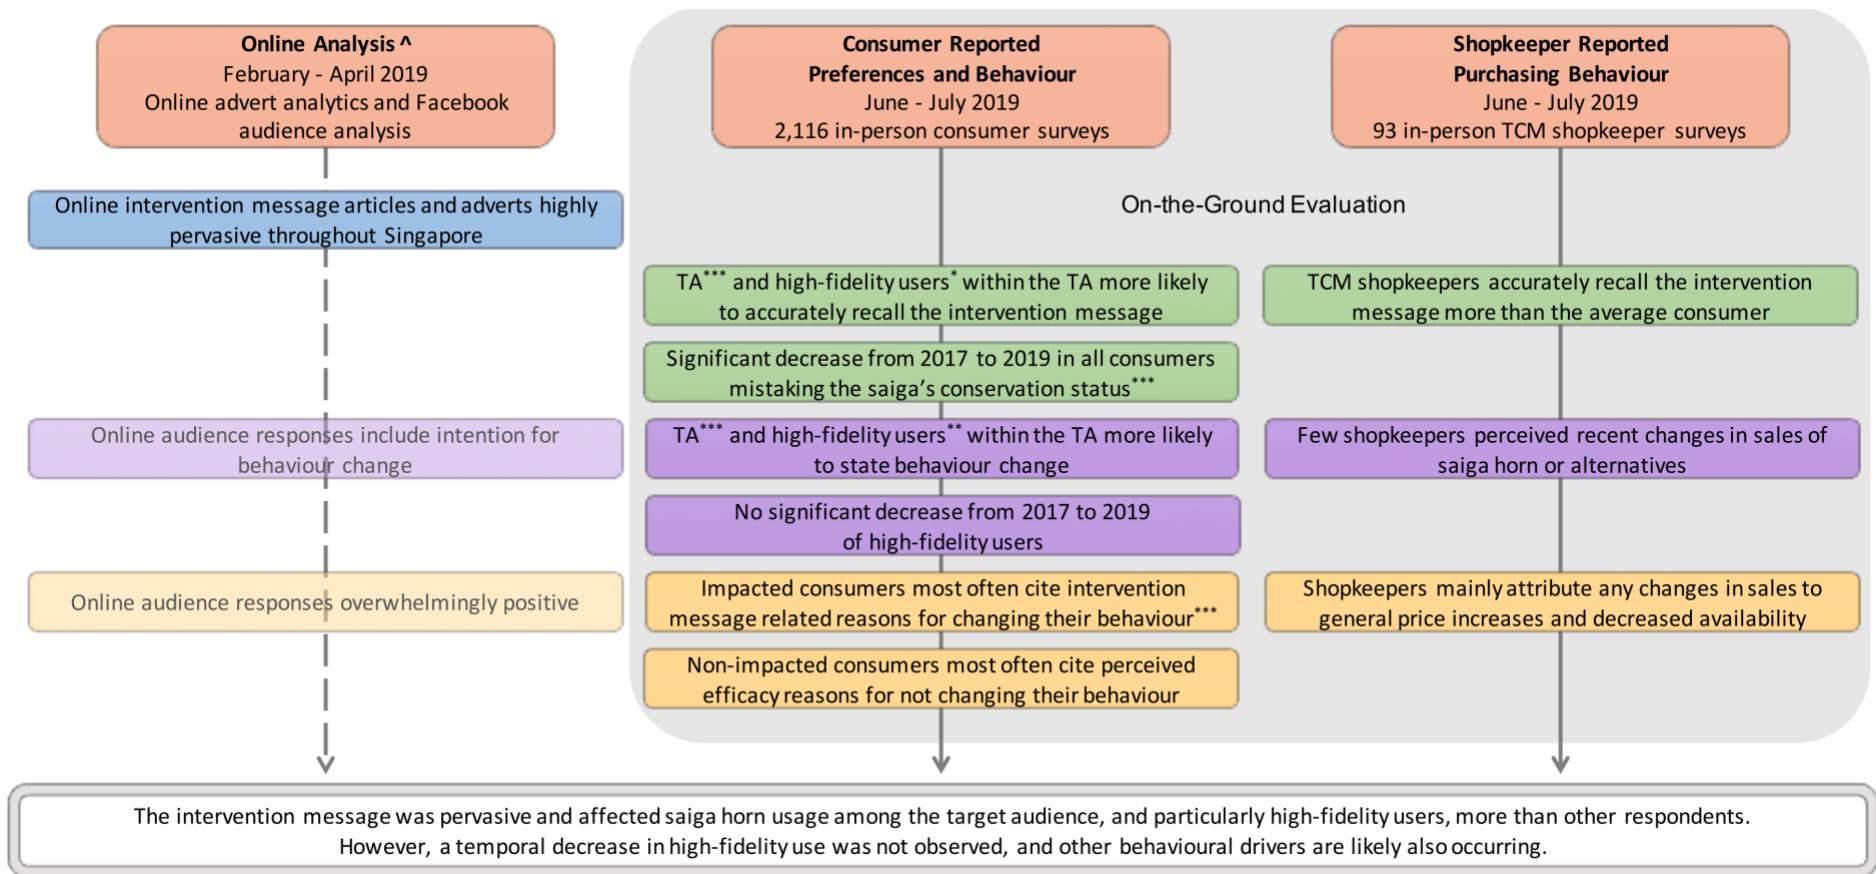 Online Analysis ^
February - April 2019
Online advert analytics and Facebook
audience analysis
Consumer Reported
Preferences and Behaviour
June - July 2019
2,116 in-person consumer surveys
Shopkeeper Reported
Purchasing Behaviour
June - July 2019
93 in-person TCM shopkeeper surveys
Online intervention message articles and adverts highly
pervasive throughout Singapore
On-the-Ground Evaluation
TA*** and high-fidelity users* within the TA more likely
to accurately recall the intervention message
TCM shopkeepers accurately recall the intervention
message more than the average consumer
Significant decrease from 2017 to 2019 in all consumers
mistaking the saiga's conservation status***
Online audience responses include intention for
behaviour change
TA*** and high-fidelity users** within the TA more likely
to state behaviour change
Few shopkeepers perceived recent changes in sales of
saiga horn or alternatives
No significant decrease from 2017 to 2019
of high-fidelity users
Online audience responses overwhelmingly positive
Impacted consumers most often cite intervention
message related reasons for changing their behaviour***
Shopkeepers mainly attribute any changes in sales to
general price increases and decreased availability
Non-impacted consumers most often cite perceived
efficacy reasons for not changing their behaviour
The intervention message was pervasive and affected saiga horn usage among the target audience, and particularly high-fidelity users, more than other respondents.
However, a temporal decrease in high-fidelity use was not observed, and other behavioural drivers are likely also occurring.